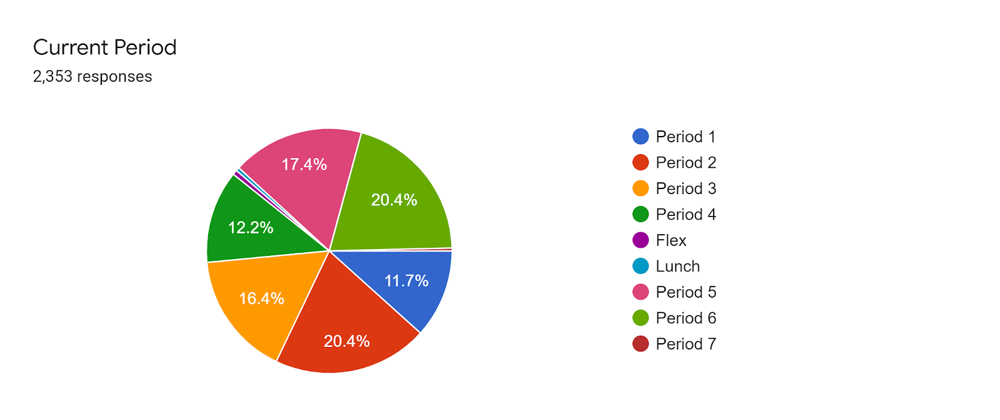 Current Period
2,353 responses
17.4%
20.4%
12.2%
11.7%
16.4%
20.4%
Period 1
Period 2
Period 3
Period 4
Flex
Lunch
Period 5
Period 6
Period 7